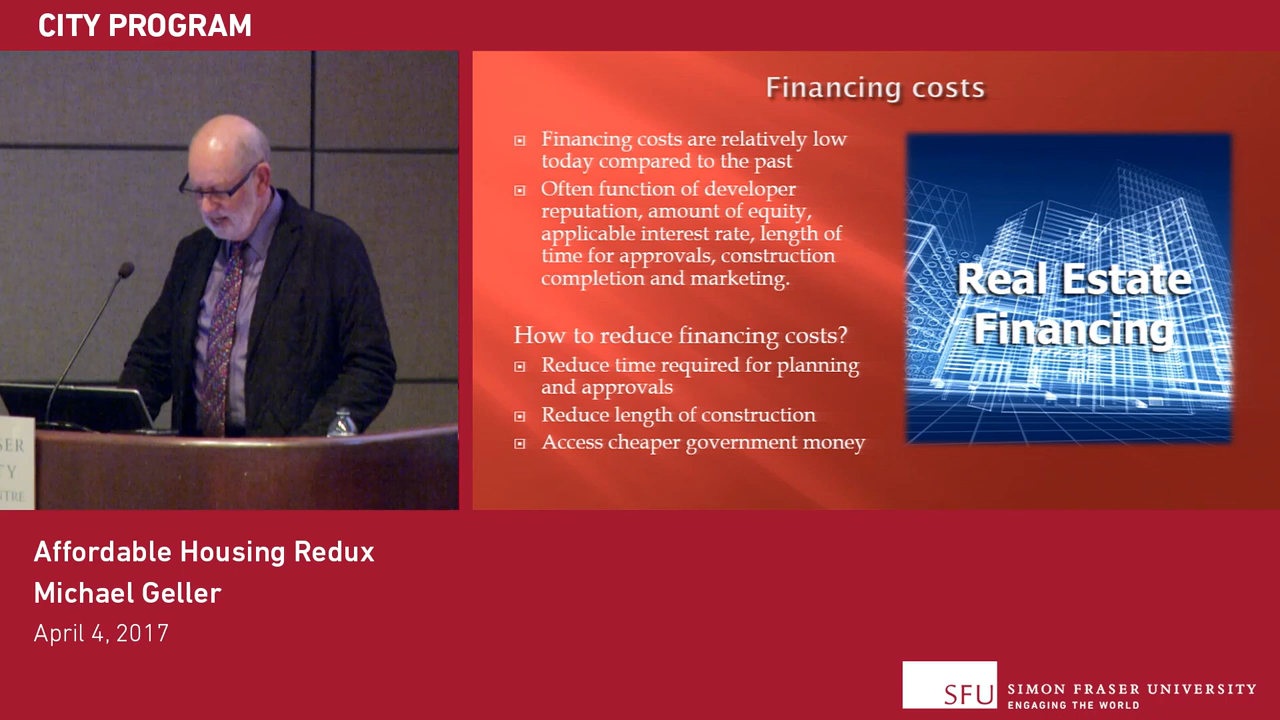 CITY PROGRAM
Financing costs
Financing costs are relatively low
today compared to the past
Often function of developer
reputation, amount of equity,
applicable interest rate, length of
time for approvals, construction
completion and marketing.
How to reduce financing costs?
Reduce time required for planning
and approvals
Reduce length of construction
Access cheaper government money
Real Estate
Financing
SER
TY
TRE
Affordable Housing Redux
Michael Geller
April 4, 2017
SFU SIMON FRASER UNIVERSITY
ENGAGING THE WORLD